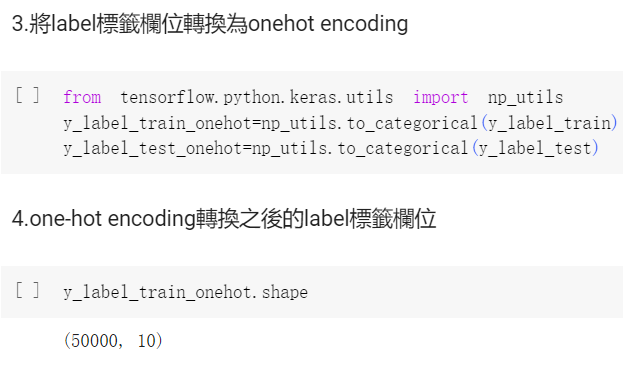 3.將label標籤欄位轉換為onehot encoding
[ ] from tensorflow.python.keras.utils import np_utils
y_label_train_onehot=np_utils.to_categorical(y_label_train)
y_label_test_onehot=np_utils.to_categorical(y_label_test)
4.one-hot encoding轉換之後的label標籤欄位
[ ] y_label_train_onehot.shape
(50000, 10)